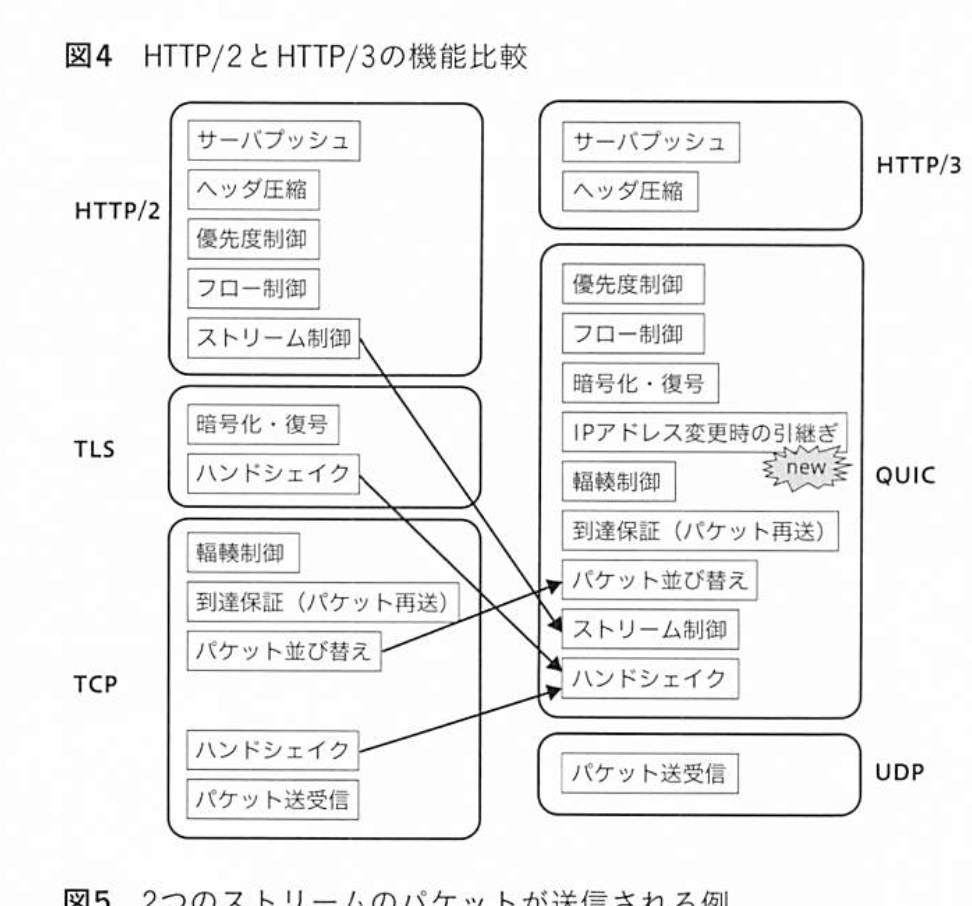 図4 HTTP/2とHTTP/3の機能比較
HTTP/2
サーバプッシュ
ヘッダ圧縮
優先度制御
フロー制御
ストリーム制御
TLS
暗号化・復号
ハンドシェイク
TCP
輻輳制御
到達保証（パケット再送）
パケット並び替え
ハンドシェイク
パケット送受信
HTTP/3
サーバプッシュ
ヘッダ圧縮
QUIC
優先度制御
フロー制御
暗号化・復号
IPアドレス変更時の引継ぎ
new
輻輳制御
到達保証（パケット再送）
パケット並び替え
ストリーム制御
ハンドシェイク
UDP
パケット送受信
図5 2つのストリームのパケットが送信される例